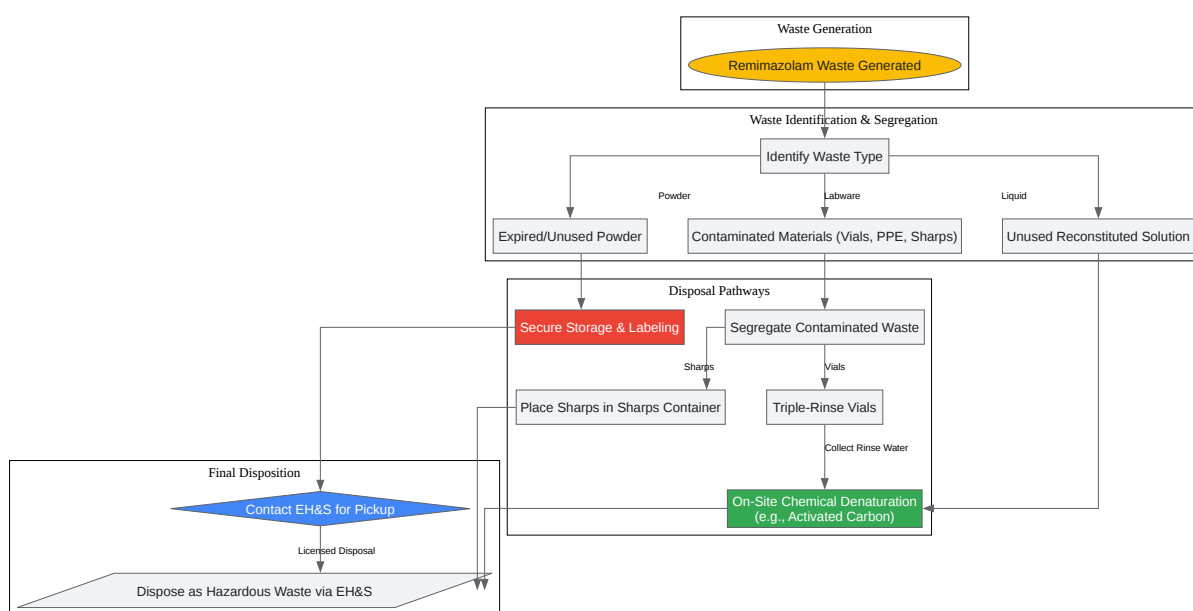 Waste Generation
Remimazolam Waste Generated
Waste Identification & Segregation
Identify Waste Type
Powder
Labware
Liquid
Expired/Unused Powder
Contaminated Materials (Vials, PPE, Sharps)
Unused Reconstituted Solution
Disposal Pathways
Secure Storage & Labeling
Segregate Contaminated Waste
Sharps
Vials
Place Sharps in Sharps Container
Triple-Rinse Vials
Collect Rinse Water
Final Disposition
Contact EH&S for Pickup
On-Site Chemical Denaturation
(e.g., Activated Carbon)
Licensed Disposal
Dispose as Hazardous Waste via EH&S